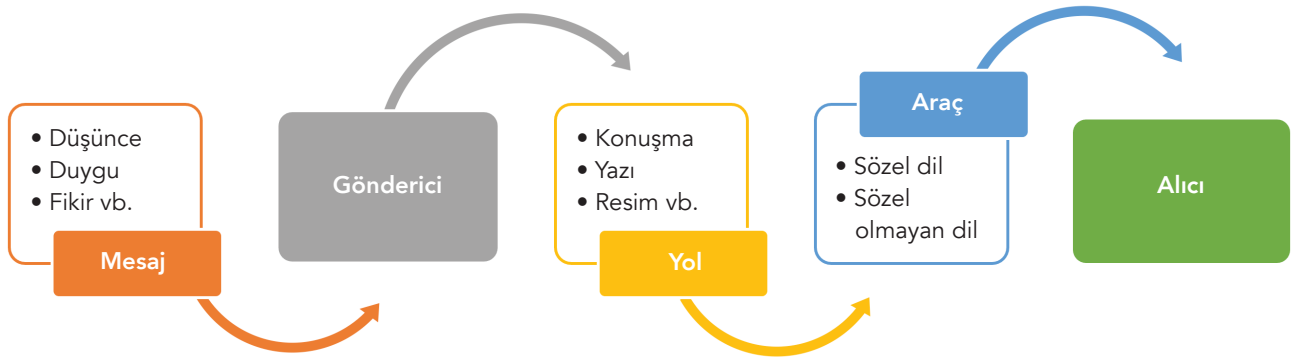 • Düşünce
• Duygu
• Fikir vb.
Mesaj
Gönderici
• Konuşma
• Yazı
• Resim vb.
Yol
Araç
• Sözel dil
• Sözel
olmayan dil
Alıcı